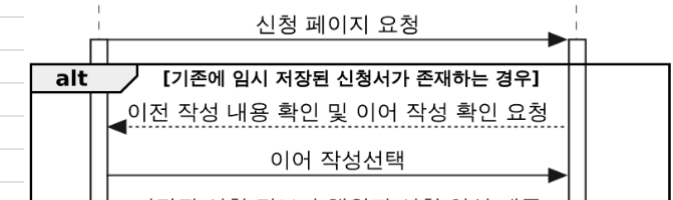 신청 페이지 요청
alt [기존에 임시 저장된 신청서가 존재하는 경우]
이전 작성 내용 확인 및 이어 작성 확인 요청
이어 작성선택